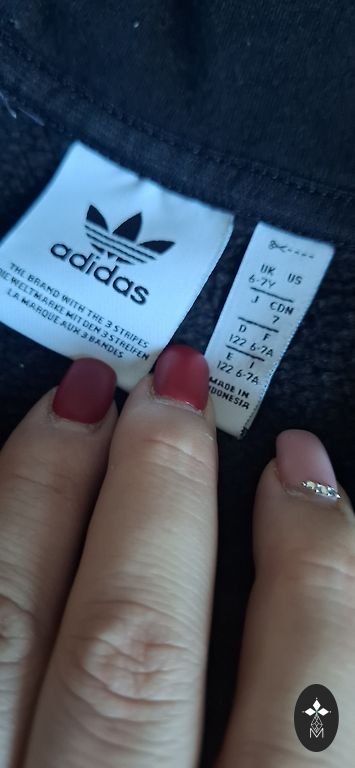 adidas
THE BRAND WITH THE 3 STRIPES
DIE WELTMARKE MIT DEN 3 STREIFEN
LA MARQUE AUX 3 BANDES
UK US
6-7Y
J CDN
7
D F
122 6-7A
E I
122 6-7A
MADE IN
INDONESIA
M